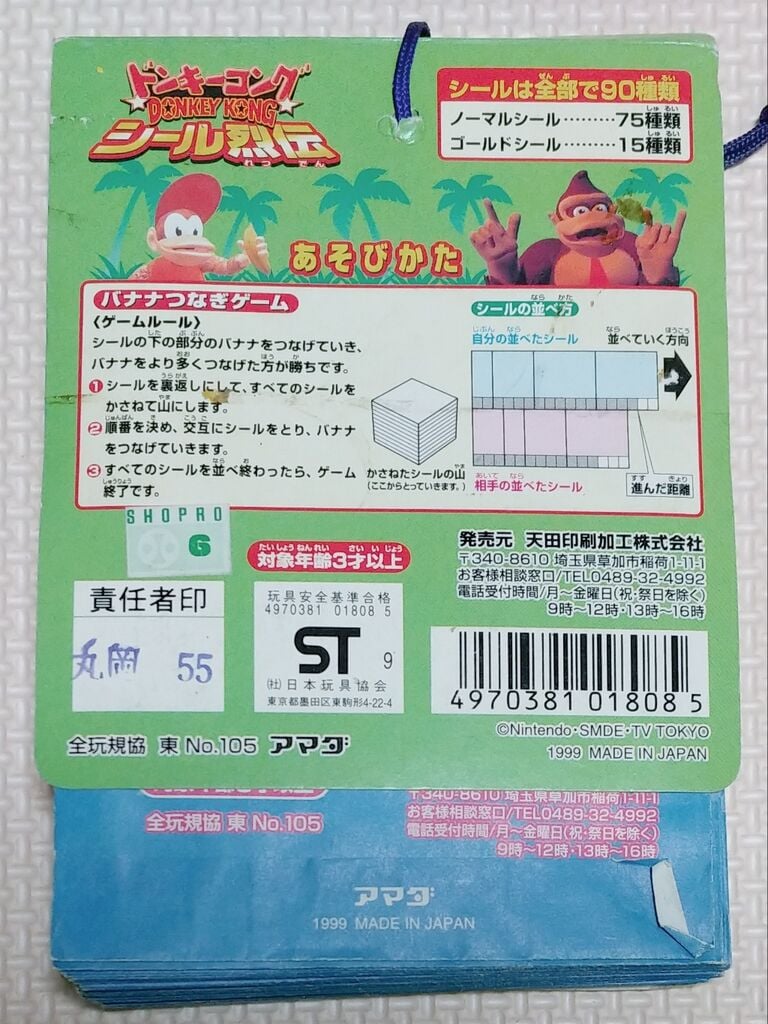 ドンキーコング
DONKEY KONG
シール烈伝
れつでん
シールは全部で90種類
ノーマルシール………75種類
ゴールドシール………15種類
あそびかた
バナナつなぎゲーム
〈ゲームルール〉
シールの下の部分のバナナをつなげていき、
バナナをより多くつなげた方が勝ちです。
1 シールを裏返しにして、すべてのシールを
かさねて山にします。
2 順番を決め、交互にシールをとり、バナナ
をつなげていきます。
3 すべてのシールを並べ終わったら、ゲーム
終了です。
かさねたシールの山
(ここからとっていきます。)
シールの並べ方
自分の並べたシール
並べていく方向
相手の並べたシール
進んだ距離
SHOPRO
G
対象年齢3才以上
発売元 天田印刷加工株式会社
〒340-8610 埼玉県草加市稲荷1-11-1
お客様相談窓口/TEL0489-32-4992
電話受付時間/月〜金曜日(祝・祭日を除く)
9時〜12時・13時〜16時
責任者印
丸岡 55
玩具安全基準合格
4970381 01808 5
ST 9
㈳日本玩具協会
東京都墨田区東駒形4-22-4
4970381 018085
©Nintendo・SMDE・TV TOKYO
1999 MADE IN JAPAN
全玩規協 東 No.105 アマダ
〒340-8610 埼玉県草加市稲荷1-11-1
全玩規協 東 No.105
お客様相談窓口/TEL0489-32-4992
電話受付時間/月〜金曜日(祝・祭日を除く)
9時〜12時・13時〜16時
アマダ
1999 MADE IN JAPAN